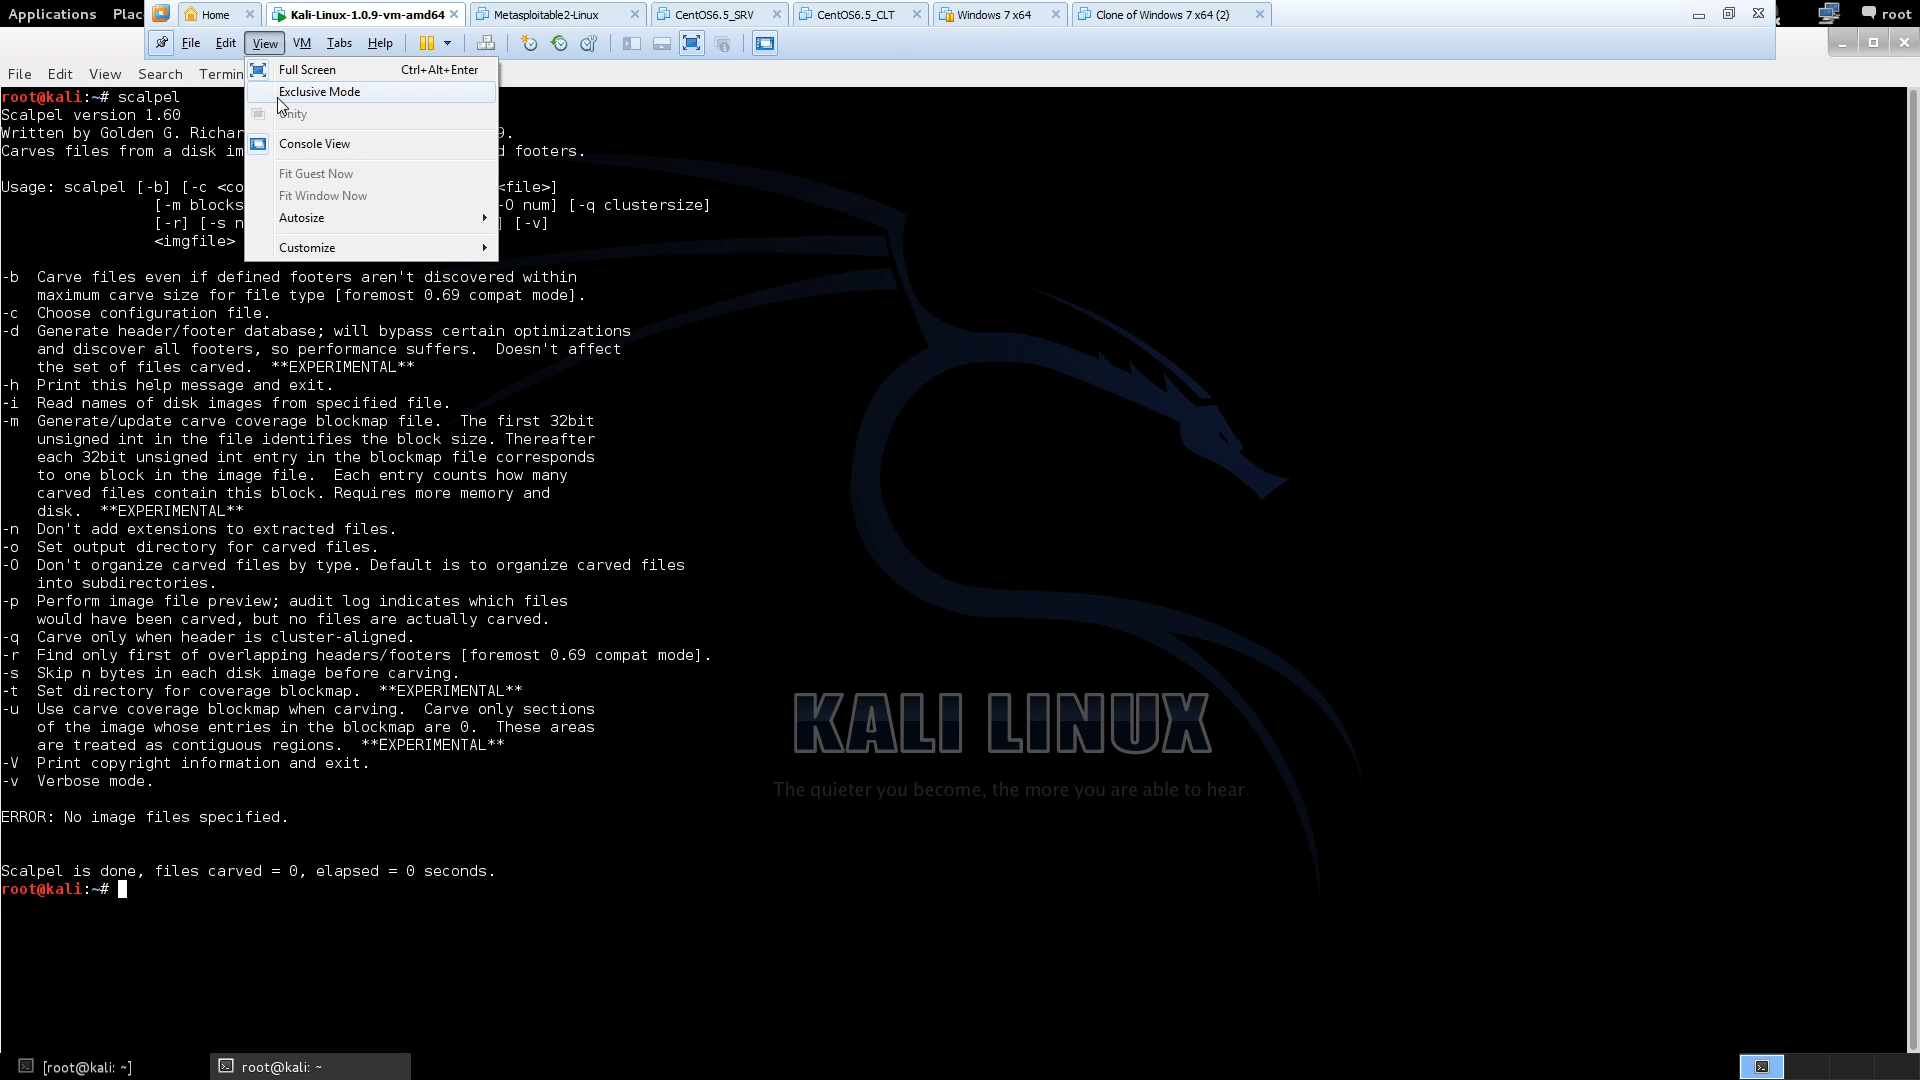 Applications Plac
Home
Kali-Linux-1.0.9-vm-amd64
Metasploitable2-Linux
CentOS6.5_SRV
CentOS6.5_CLT
Windows 7 x64
Clone of Windows 7 x64 (2)
root
File Edit View VM Tabs Help
File Edit View Search Termin
Full Screen Ctrl+Alt+Enter
Exclusive Mode
Unity
Console View
Fit Guest Now
Fit Window Now
Autosize
Customize
root@kali:~# scalpel
Scalpel version 1.60
Written by Golden G. Richar 9.
Carves files from a disk im d footers.
Usage: scalpel [-b] [-c <co <file>]
[-m blocks -O num] [-q clustersize]
[-r] [-s n ] [-v]
<imgfile>
-b Carve files even if defined footers aren't discovered within
maximum carve size for file type [foremost 0.69 compat mode].
-c Choose configuration file.
-d Generate header/footer database; will bypass certain optimizations
and discover all footers, so performance suffers. Doesn't affect
the set of files carved. **EXPERIMENTAL**
-h Print this help message and exit.
-i Read names of disk images from specified file.
-m Generate/update carve coverage blockmap file. The first 32bit
unsigned int in the file identifies the block size. Thereafter
each 32bit unsigned int entry in the blockmap file corresponds
to one block in the image file. Each entry counts how many
carved files contain this block. Requires more memory and
disk. **EXPERIMENTAL**
-n Don't add extensions to extracted files.
-o Set output directory for carved files.
-O Don't organize carved files by type. Default is to organize carved files
into subdirectories.
-p Perform image file preview; audit log indicates which files
would have been carved, but no files are actually carved.
-q Carve only when header is cluster-aligned.
-r Find only first of overlapping headers/footers [foremost 0.69 compat mode].
-s Skip n bytes in each disk image before carving.
-t Set directory for coverage blockmap. **EXPERIMENTAL**
-u Use carve coverage blockmap when carving. Carve only sections
of the image whose entries in the blockmap are 0. These areas
are treated as contiguous regions. **EXPERIMENTAL**
-V Print copyright information and exit.
-v Verbose mode.
ERROR: No image files specified.
Scalpel is done, files carved = 0, elapsed = 0 seconds.
root@kali:~#
KALI LINUX
The quieter you become, the more you are able to hear.
[root@kali: ~]
root@kali: ~